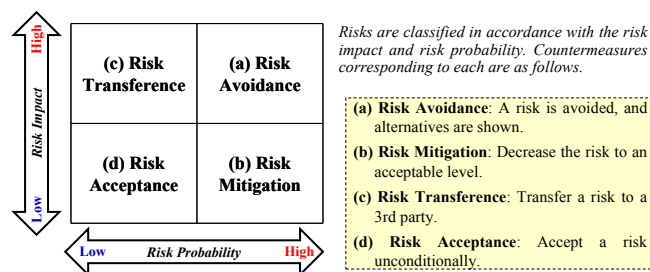 High
Risk Impact
Low
(c) Risk
Transference
(a) Risk
Avoidance
(d) Risk
Acceptance
(b) Risk
Mitigation
Low
Risk Probability
High
Risks are classified in accordance with the risk
impact and risk probability. Countermeasures
corresponding to each are as follows.
(a) Risk Avoidance: A risk is avoided, and
alternatives are shown.
(b) Risk Mitigation: Decrease the risk to an
acceptable level.
(c) Risk Transference: Transfer a risk to a
3rd party.
(d) Risk Acceptance: Accept a risk
unconditionally.